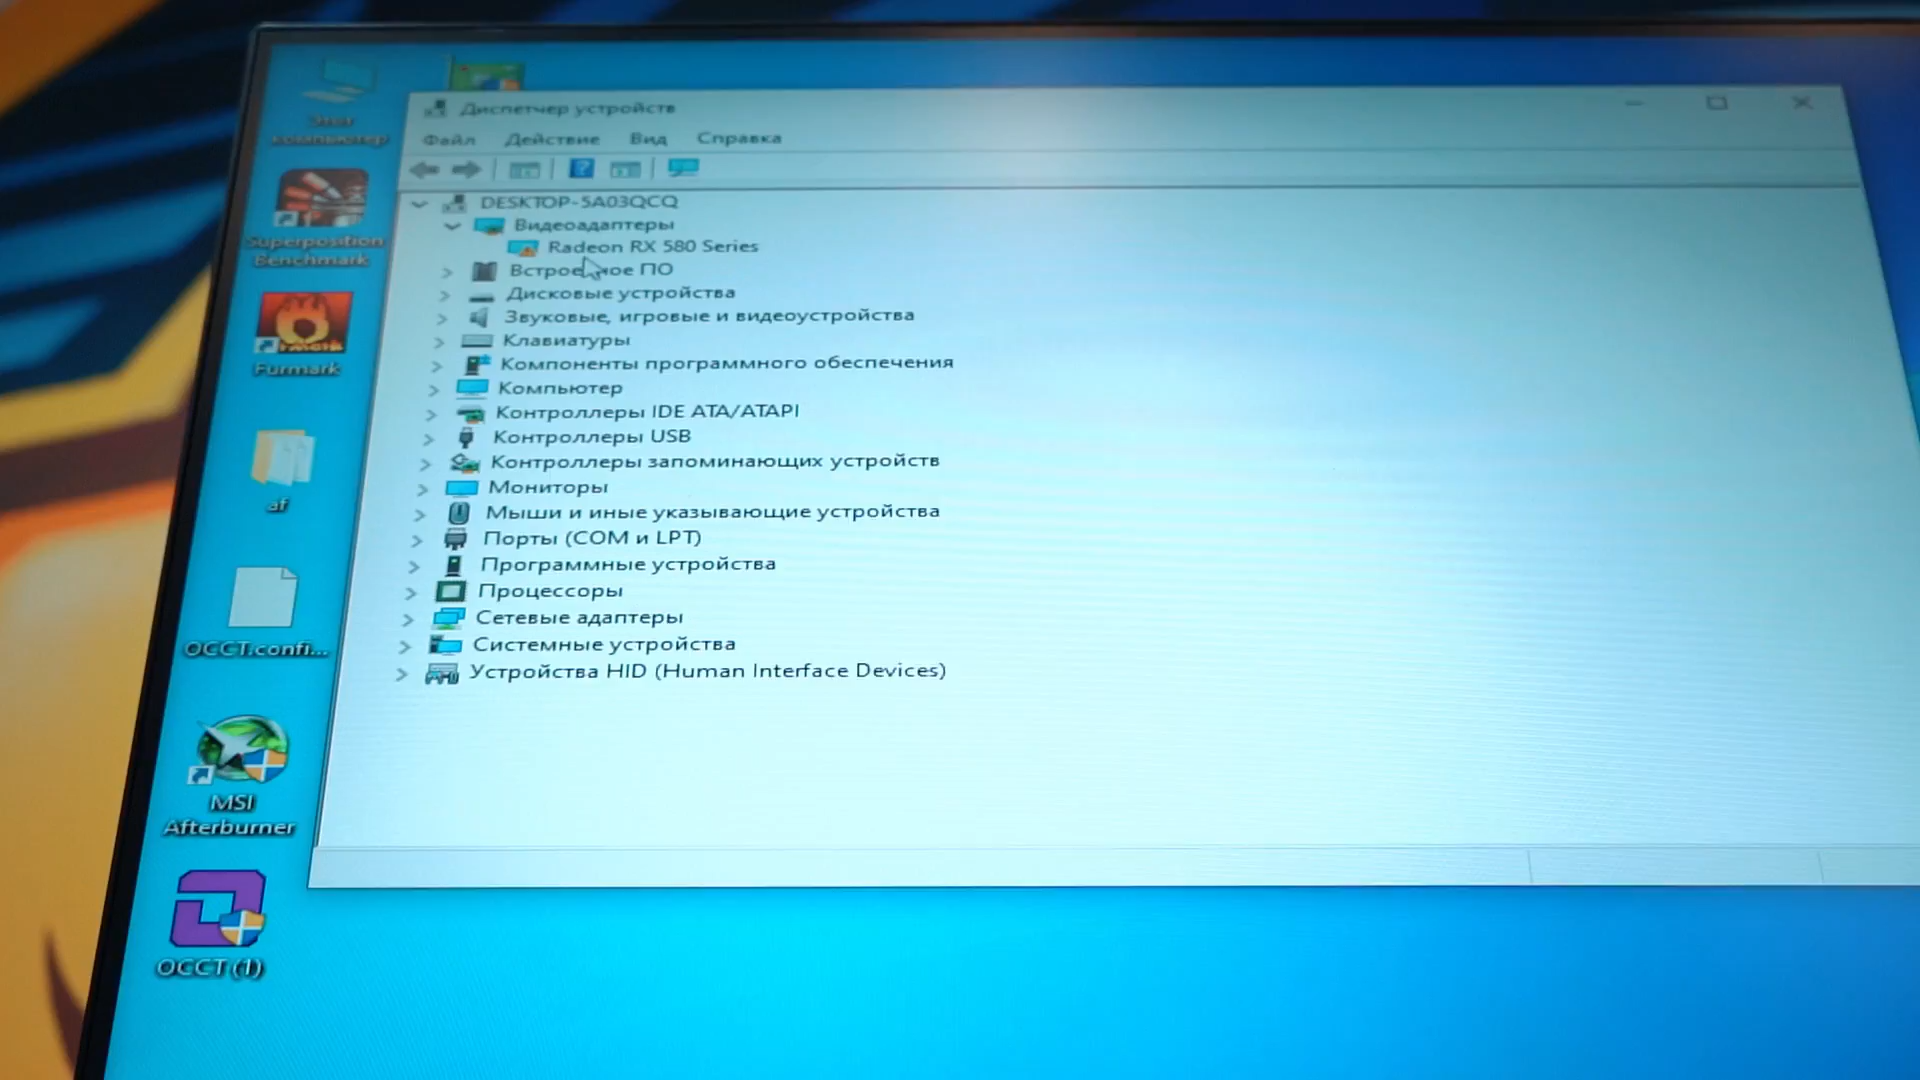 Этот
компьютер
Superposition
Benchmark
Furmark
af
OCCT.confi...
MSI
Afterburner
OCCT (1)
Диспетчер устройств
Файл Действие Вид Справка
DESKTOP-5A03QCQ
Видеоадаптеры
Radeon RX 580 Series
Встроенное ПО
Дисковые устройства
Звуковые, игровые и видеоустройства
Клавиатуры
Компоненты программного обеспечения
Компьютер
Контроллеры IDE ATA/ATAPI
Контроллеры USB
Контроллеры запоминающих устройств
Мониторы
Мыши и иные указывающие устройства
Порты (COM и LPT)
Программные устройства
Процессоры
Сетевые адаптеры
Системные устройства
Устройства HID (Human Interface Devices)